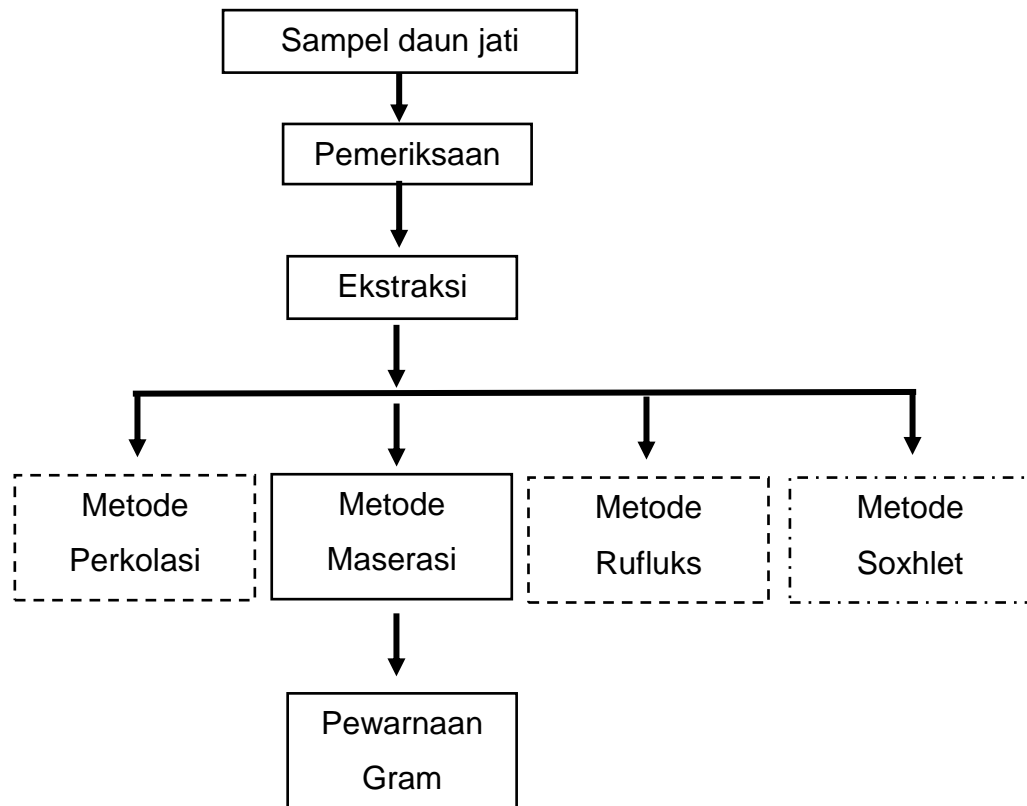 Sampel daun jati
Pemeriksaan
Ekstraksi
Metode
Perkolasi
Metode
Maserasi
Metode
Rufluks
Metode
Soxhlet
Pewarnaan
Gram